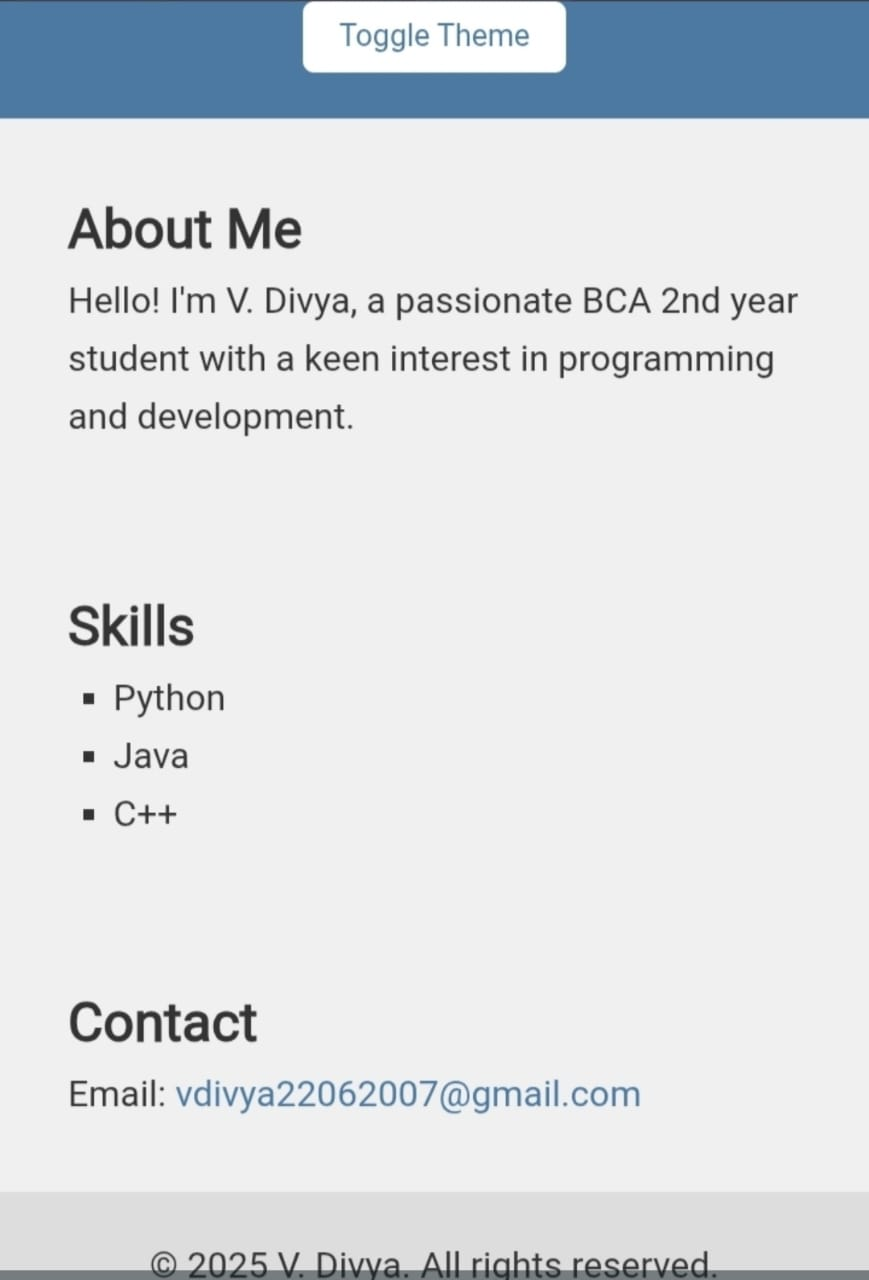 Toggle Theme
About Me
Hello! I'm V. Divya, a passionate BCA 2nd year
student with a keen interest in programming
and development.
Skills
▪ Python
▪ Java
▪ C++
Contact
Email: vdivya22062007@gmail.com
© 2025 V. Divya. All rights reserved.